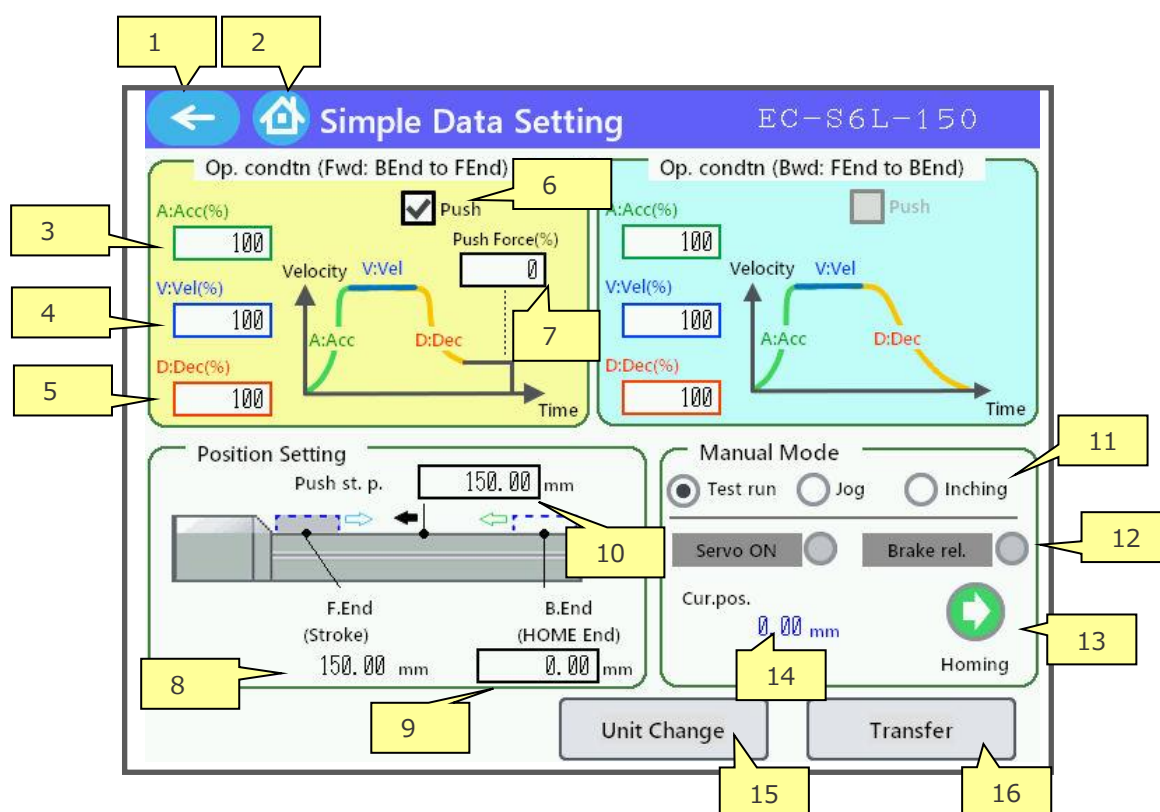 1
2
Simple Data Setting
EC-S6L-150
Op. condtn (Fwd: BEnd to FEnd)
6
Push
3
A:Acc(%)
100
Push Force(%)
0
7
Velocity
V:Vel
4
V:Vel(%)
100
A:Acc
D:Dec
5
D:Dec(%)
100
Time
Op. condtn (Bwd: FEnd to BEnd)
Push
A:Acc(%)
100
Velocity
V:Vel
V:Vel(%)
100
A:Acc
D:Dec
D:Dec(%)
100
Time
Position Setting
Push st. p.
150.00 mm
10
F.End
(Stroke)
150.00 mm
8
B.End
(HOME End)
0.00 mm
9
Manual Mode
11
Test run
Jog
Inching
Servo ON
Brake rel.
12
Cur.pos.
0.00 mm
14
13
Homing
Unit Change
15
Transfer
16